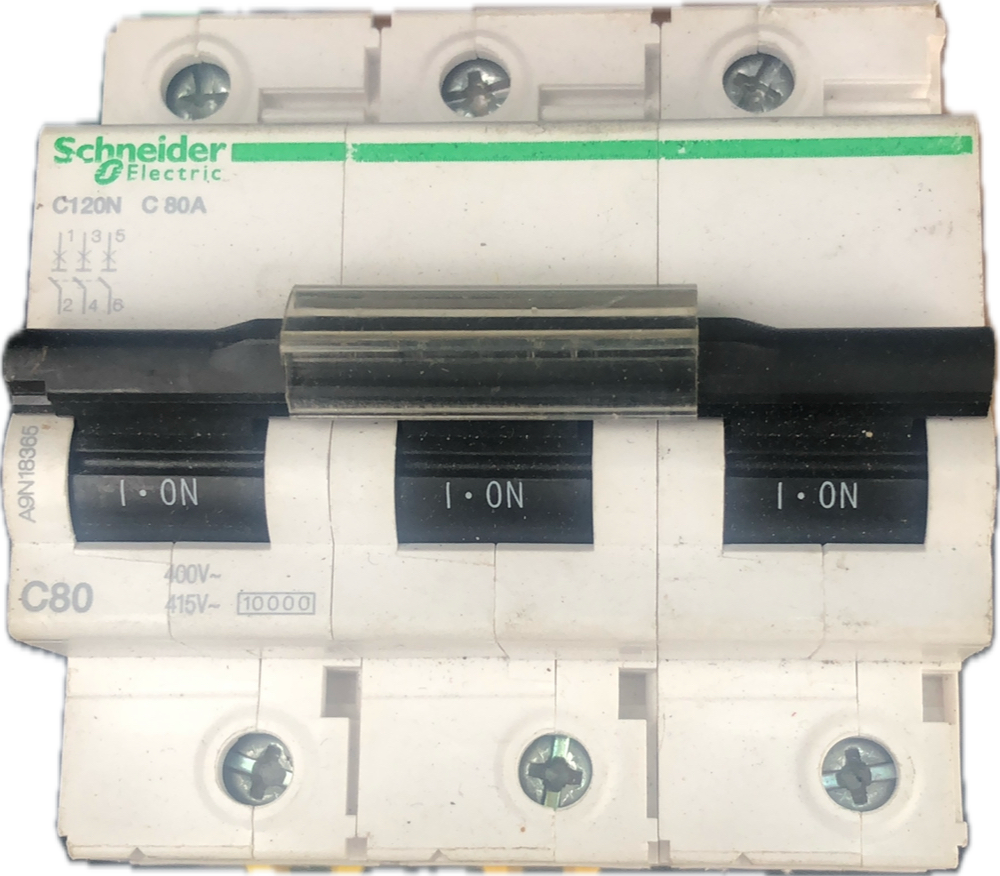 Schneider
Electric
C120N C 80A
1 3 5
2 4 6
A9N18365
I · ON
I · ON
I · ON
C80
400V~
415V~ 10000